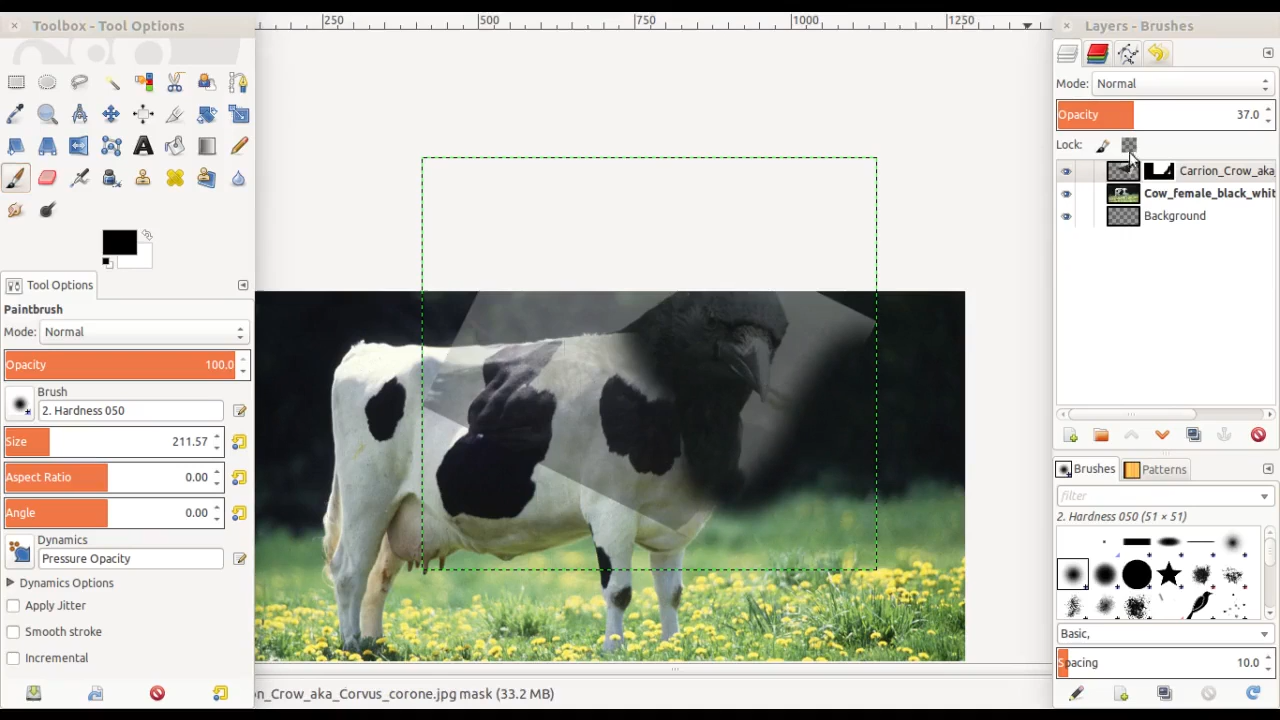 Toolbox - Tool Options
250
500
750
1000
1250
Layers - Brushes
Mode: Normal
Opacity 37.0
Lock:
Carrion_Crow_aka_
Cow_female_black_whit
Background
Tool Options
Paintbrush
Mode: Normal
Opacity 100.0
Brush
2. Hardness 050
Size 211.57
Aspect Ratio 0.00
Angle 0.00
Dynamics
Pressure Opacity
Dynamics Options
Apply Jitter
Smooth stroke
Incremental
Brushes
Patterns
filter
2. Hardness 050 (51 × 51)
Basic,
Spacing 10.0
on_Crow_aka_Corvus_corone.jpg mask (33.2 MB)